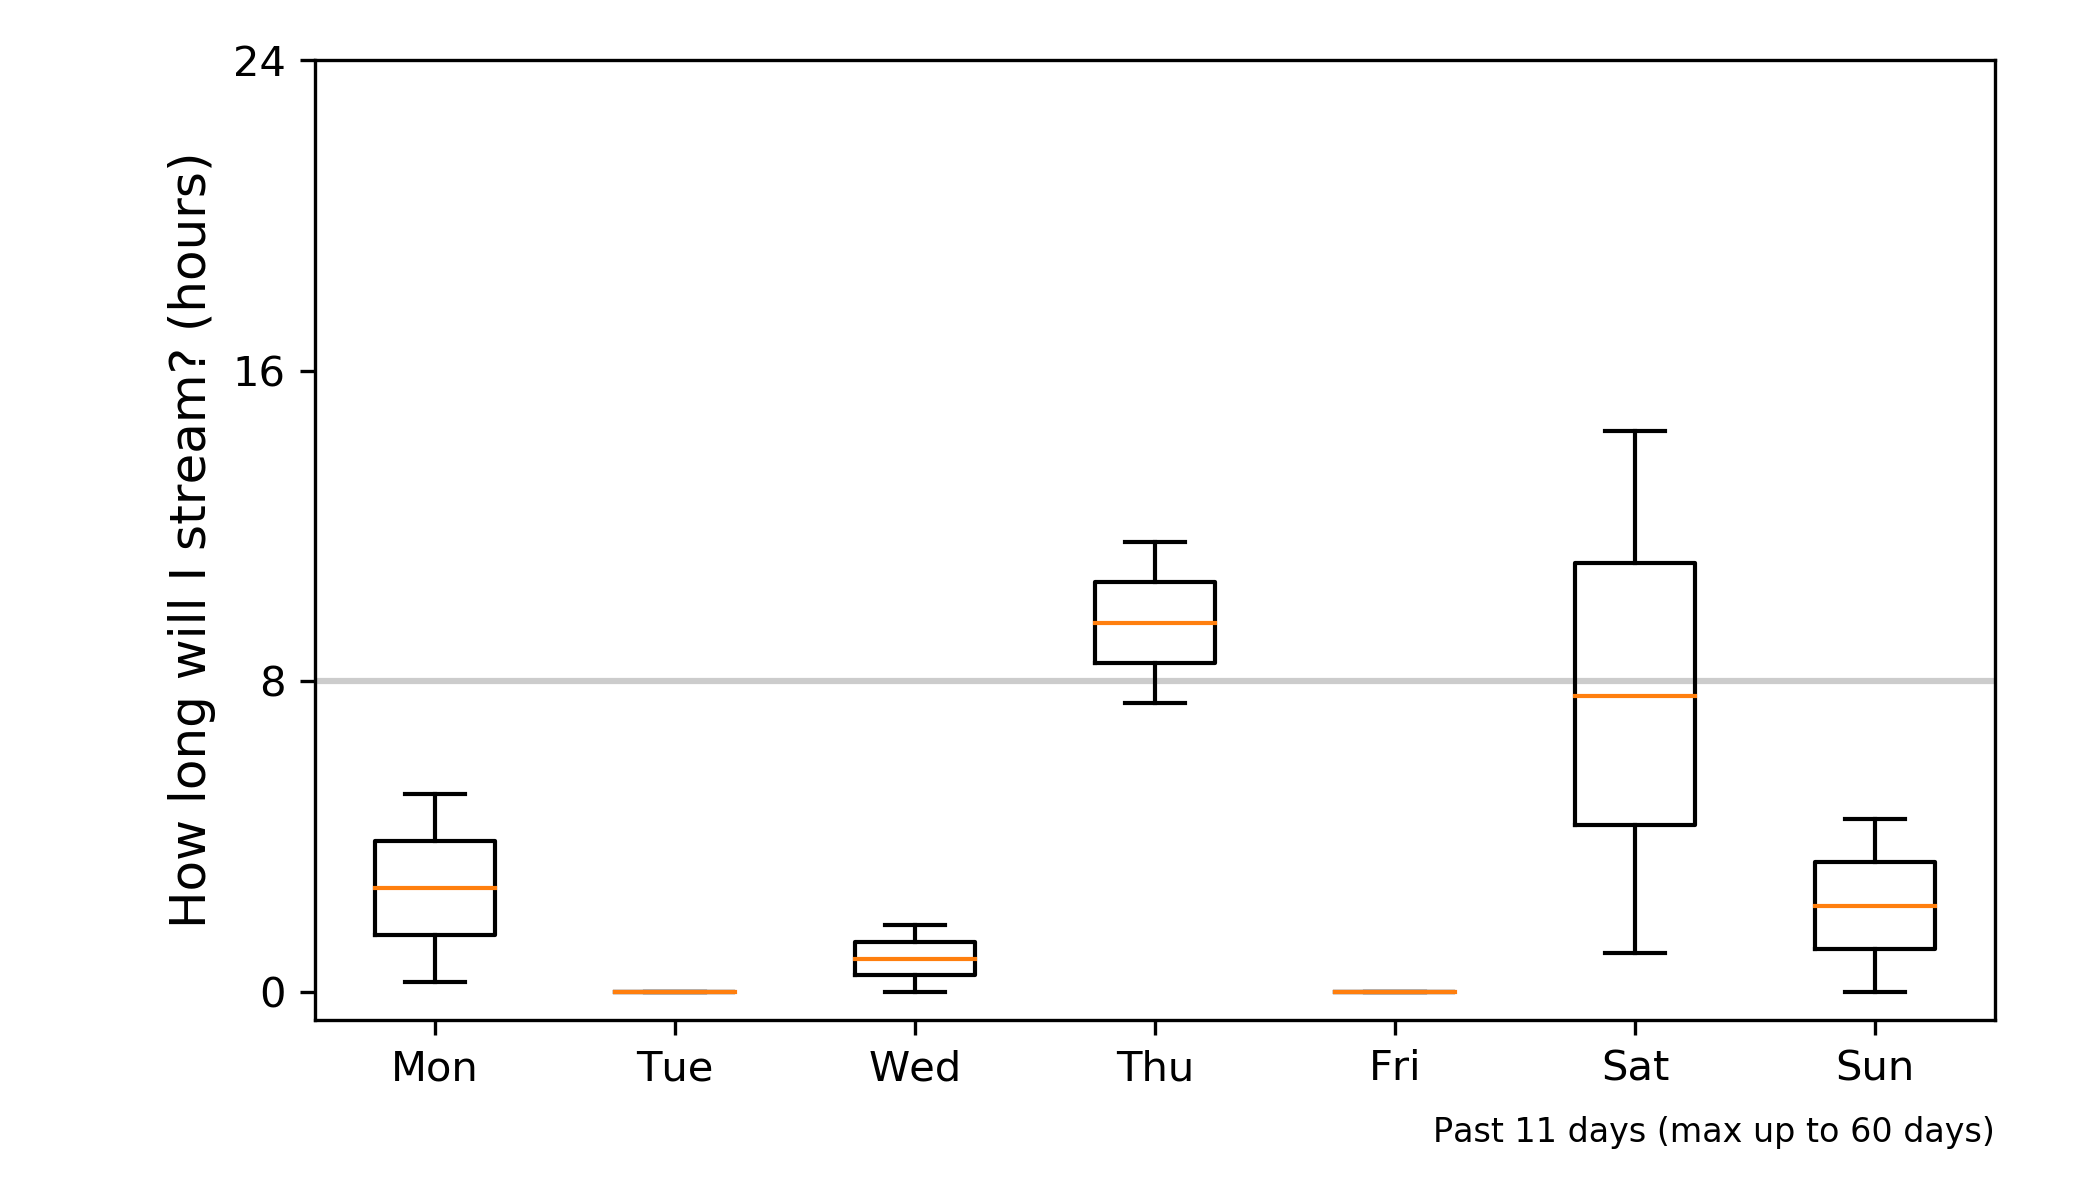 How long will I stream? (hours)
24
16
8
0
Mon Tue Wed Thu Fri Sat Sun
Past 11 days (max up to 60 days)